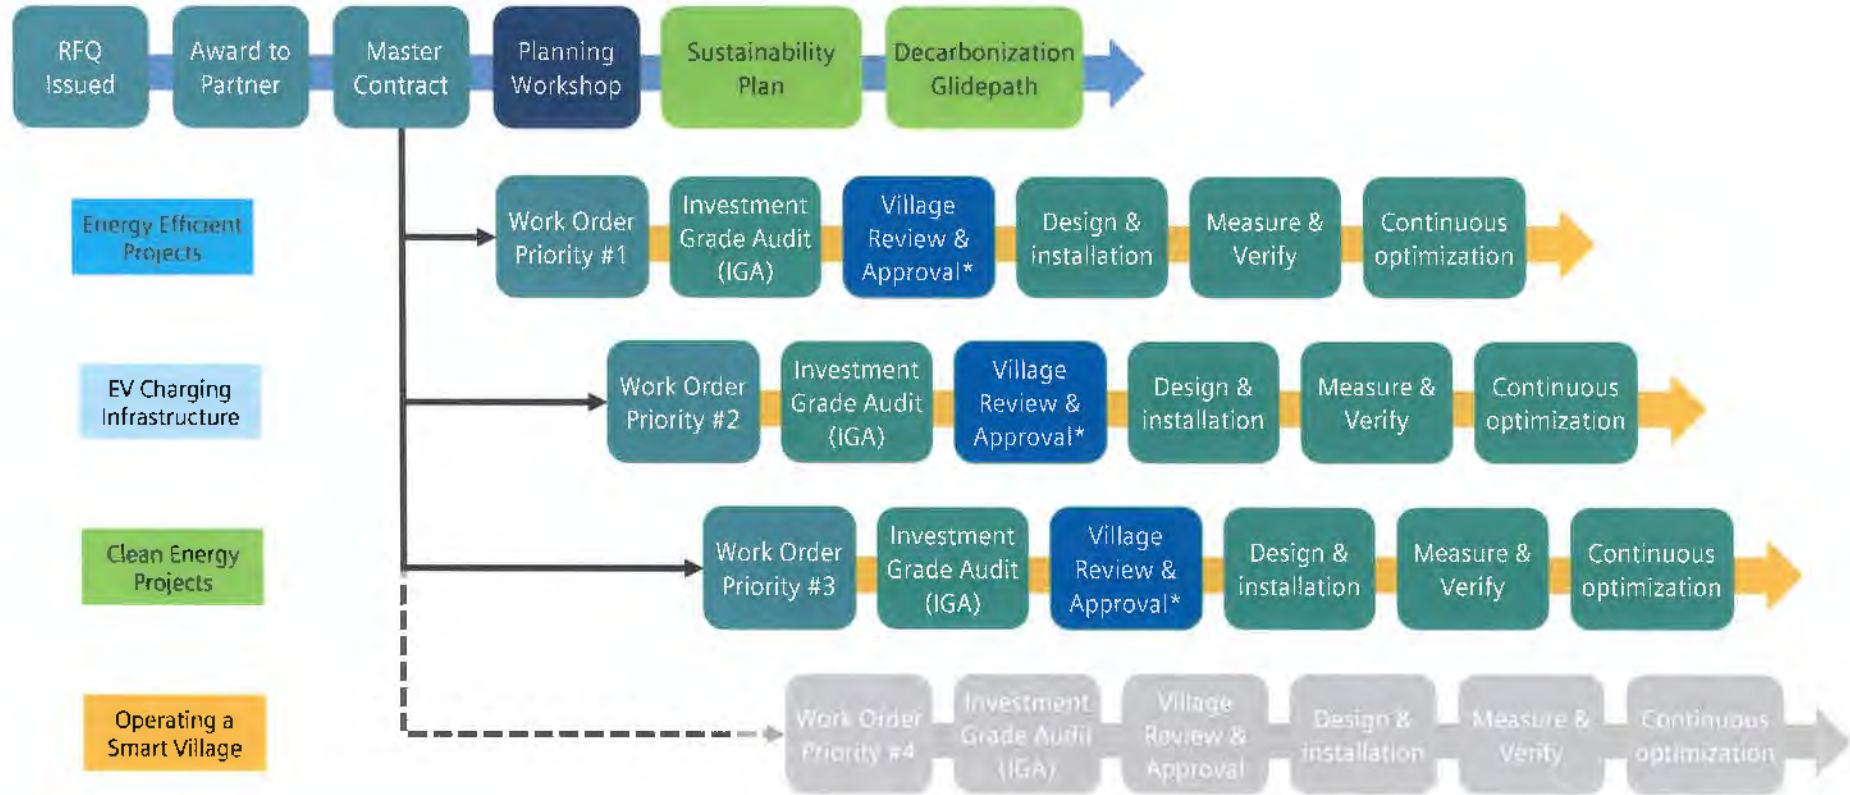 RFQ
Issued
Award to
Partner
Master
Contract
Planning
Workshop
Sustainability
Plan
Decarbonization
Glidepath
Energy Efficient
Projects
Work Order
Priority #1
Investment
Grade Audit
(IGA)
Village
Review &
Approval*
Design &
installation
Measure &
Verify
Continuous
optimization
EV Charging
Infrastructure
Work Order
Priority #2
Investment
Grade Audit
(IGA)
Village
Review &
Approval*
Design &
installation
Measure &
Verify
Continuous
optimization
Clean Energy
Projects
Work Order
Priority #3
Investment
Grade Audit
(IGA)
Village
Review &
Approval*
Design &
installation
Measure &
Verify
Continuous
optimization
Operating a
Smart Village
Work Order
Priority #4
Investment
Grade Audit
(IGA)
Village
Review &
Approval
Design &
installation
Measure &
Verify
Continuous
optimization